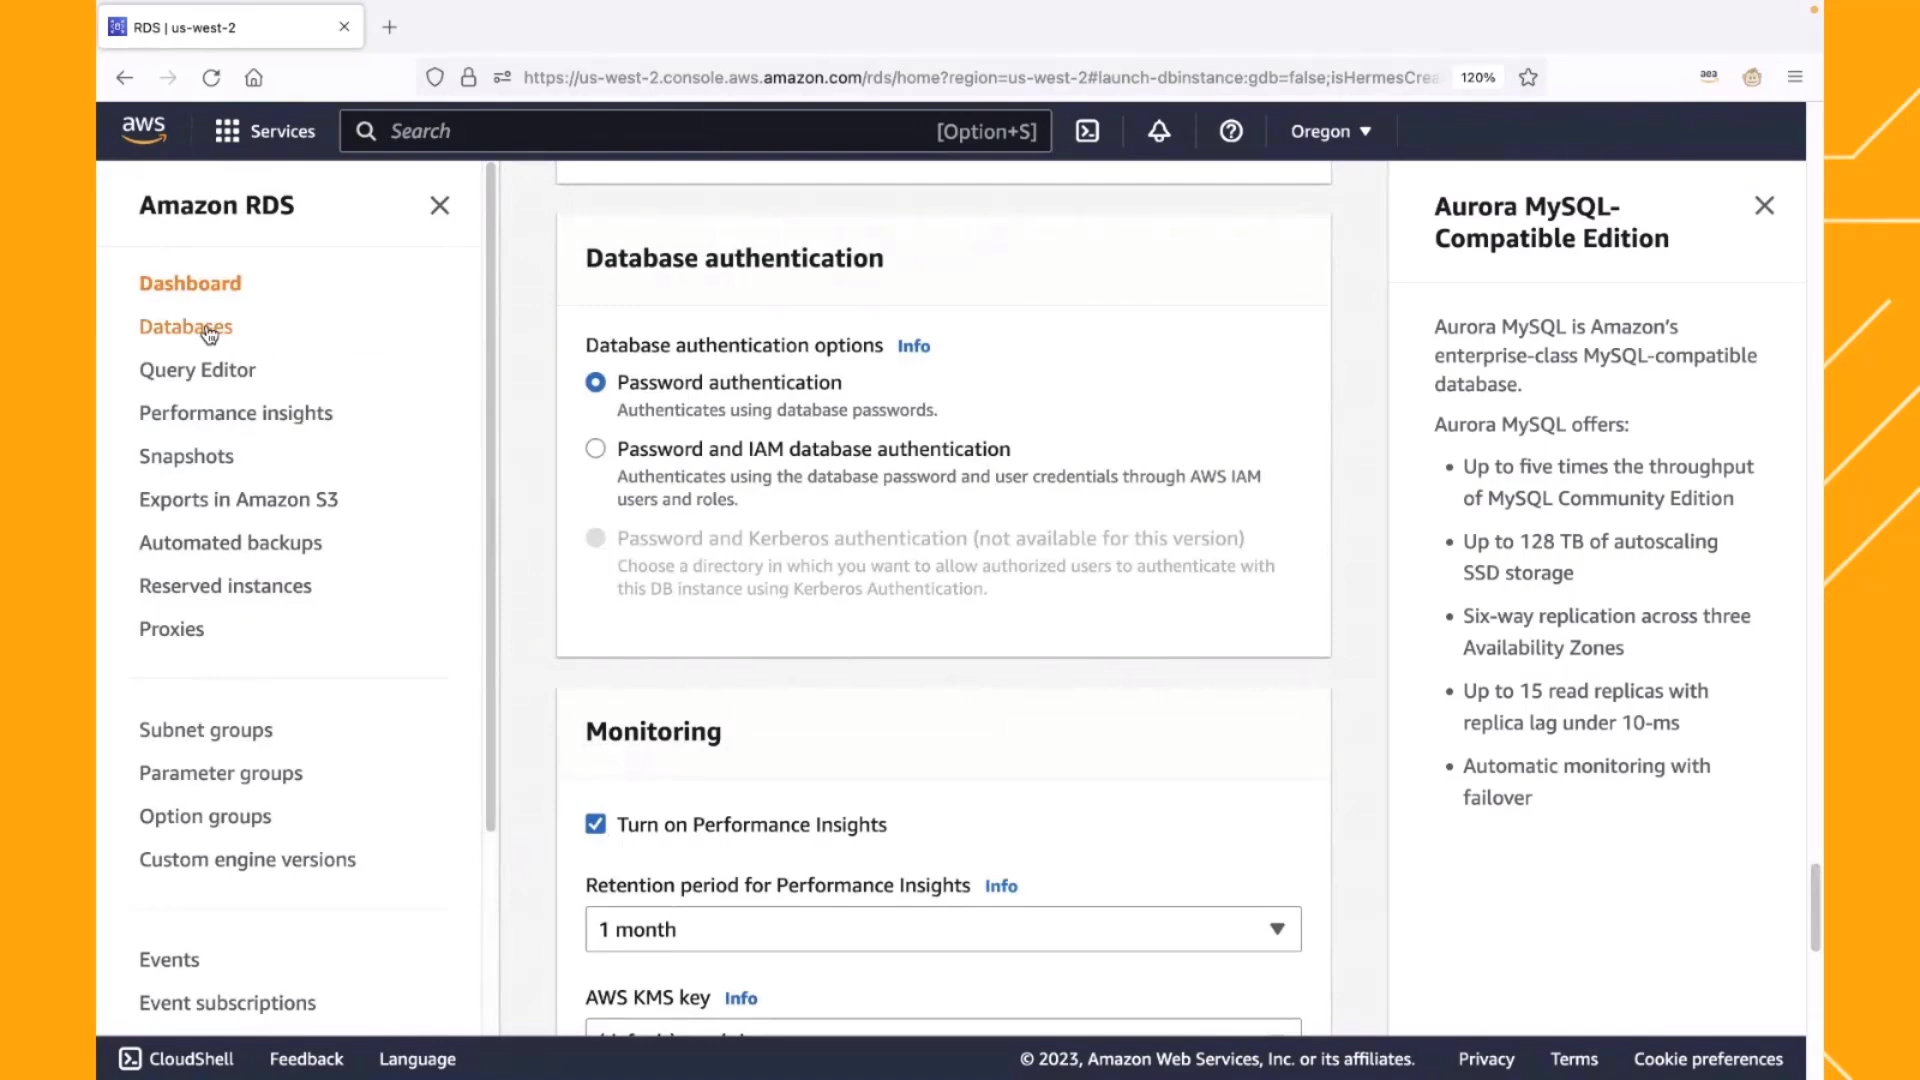 RDS | us-west-2
https://us-west-2.console.aws.amazon.com/rds/home?region=us-west-2#launch-dbinstance:gdb=false;isHermesCrea
120%
aea
aws
Services
Search
[Option+S]
Oregon
Amazon RDS
Dashboard
Databases
Query Editor
Performance insights
Snapshots
Exports in Amazon S3
Automated backups
Reserved instances
Proxies
Subnet groups
Parameter groups
Option groups
Custom engine versions
Events
Event subscriptions
Database authentication
Database authentication options Info
Password authentication
Authenticates using database passwords.
Password and IAM database authentication
Authenticates using the database password and user credentials through AWS IAM
users and roles.
Password and Kerberos authentication (not available for this version)
Choose a directory in which you want to allow authorized users to authenticate with
this DB instance using Kerberos Authentication.
Monitoring
Turn on Performance Insights
Retention period for Performance Insights Info
1 month
AWS KMS key Info
Aurora MySQL-
Compatible Edition
Aurora MySQL is Amazon's
enterprise-class MySQL-compatible
database.
Aurora MySQL offers:
• Up to five times the throughput
of MySQL Community Edition
• Up to 128 TB of autoscaling
SSD storage
• Six-way replication across three
Availability Zones
• Up to 15 read replicas with
replica lag under 10-ms
• Automatic monitoring with
failover
CloudShell
Feedback
Language
© 2023, Amazon Web Services, Inc. or its affiliates.
Privacy
Terms
Cookie preferences